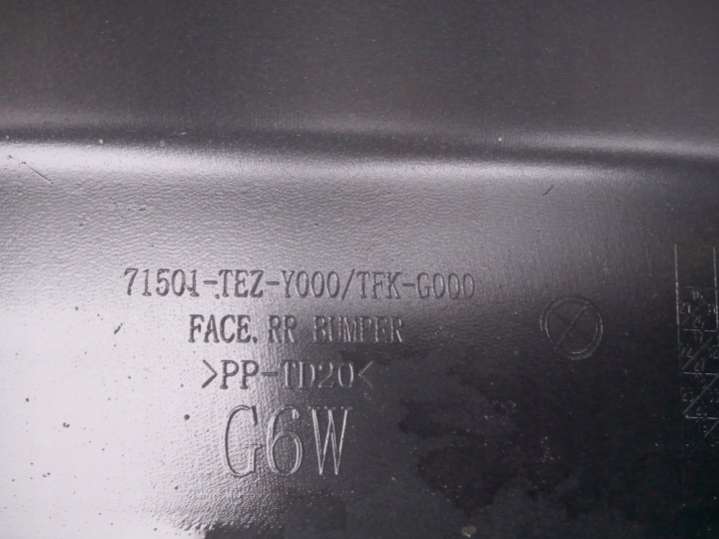 71501-TEZ-Y000/TFK-G000
FACE, RR BUMPER
>PP-TD20<
G6W